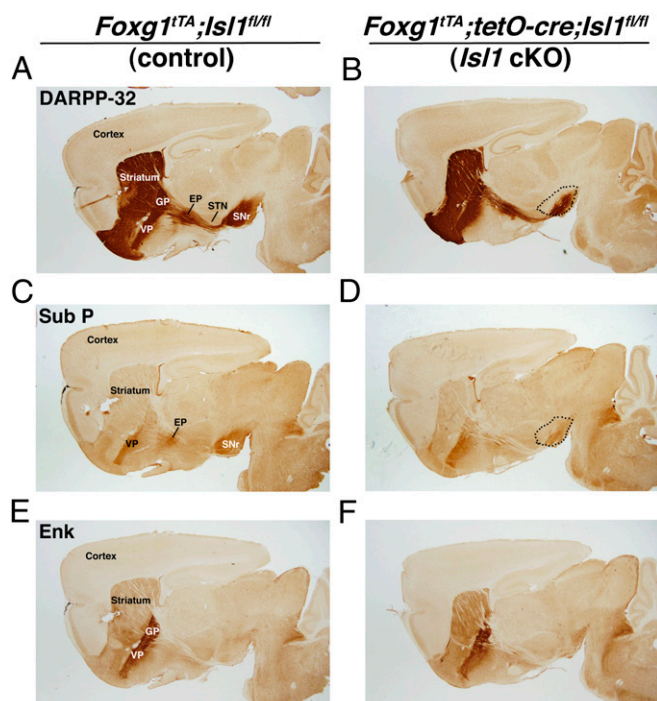 Foxg1tTA;Isl1fl/fl
(control)
Foxg1tTA;tetO-cre;Isl1fl/fl
(Isl1 cKO)
A
DARPP-32
Cortex
Striatum
GP
EP
STN
SNr
VP
B
C
Sub P
Cortex
Striatum
EP
VP
SNr
D
E
Enk
Cortex
Striatum
GP
VP
F